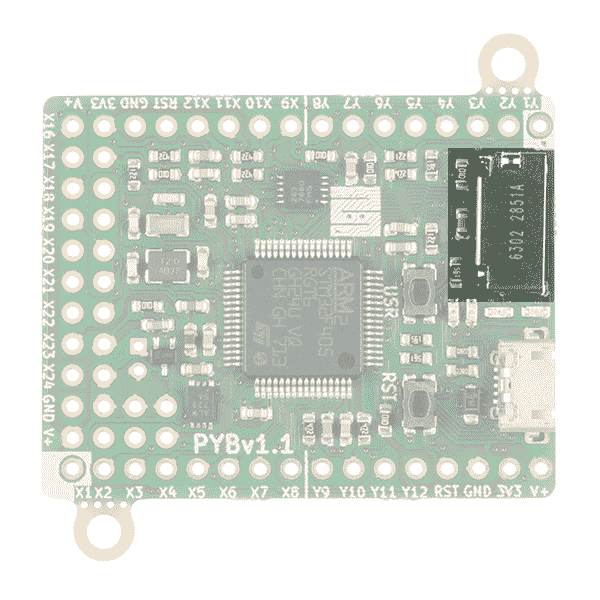 V+ 3V3 GND RST X12 X11 X10 X9 Y8 Y7 Y6 Y5 Y4 Y3 Y2 Y1
X16
X17
X18
X19
X20
X21
X22
X23
X24
GND
V+
6302 2851A
USR
RST
ARM
STM32F405
PYBv1.1
X1 X2 X3 X4 X5 X6 X7 X8 Y9 Y10 Y11 Y12 RST GND 3V3 V+